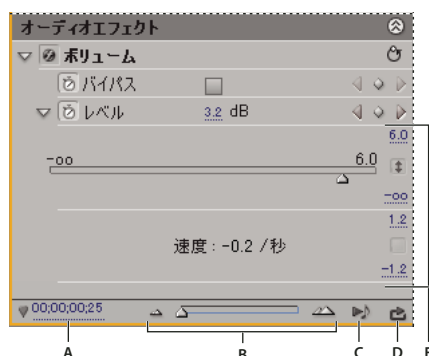 オーディオエフェクト
ボリューム
バイパス
レベル 3.2 dB
6.0
-oo 6.0
-oo
1.2
速度 : -0.2 / 秒
-1.2
00;00;00;25
A B C D E